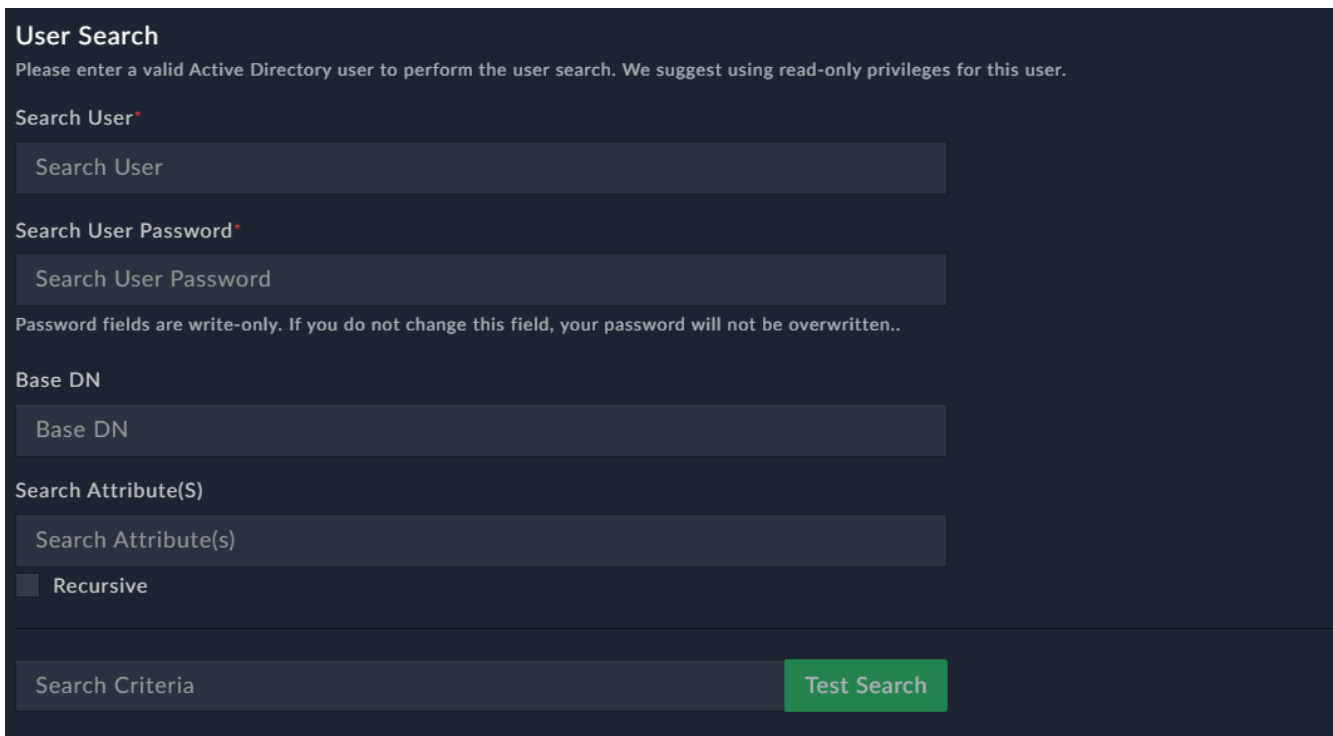 User Search
Please enter a valid Active Directory user to perform the user search. We suggest using read-only privileges for this user.
Search User*
Search User
Search User Password*
Search User Password
Password fields are write-only. If you do not change this field, your password will not be overwritten..
Base DN
Base DN
Search Attribute(S)
Search Attribute(s)
Recursive
Search Criteria
Test Search